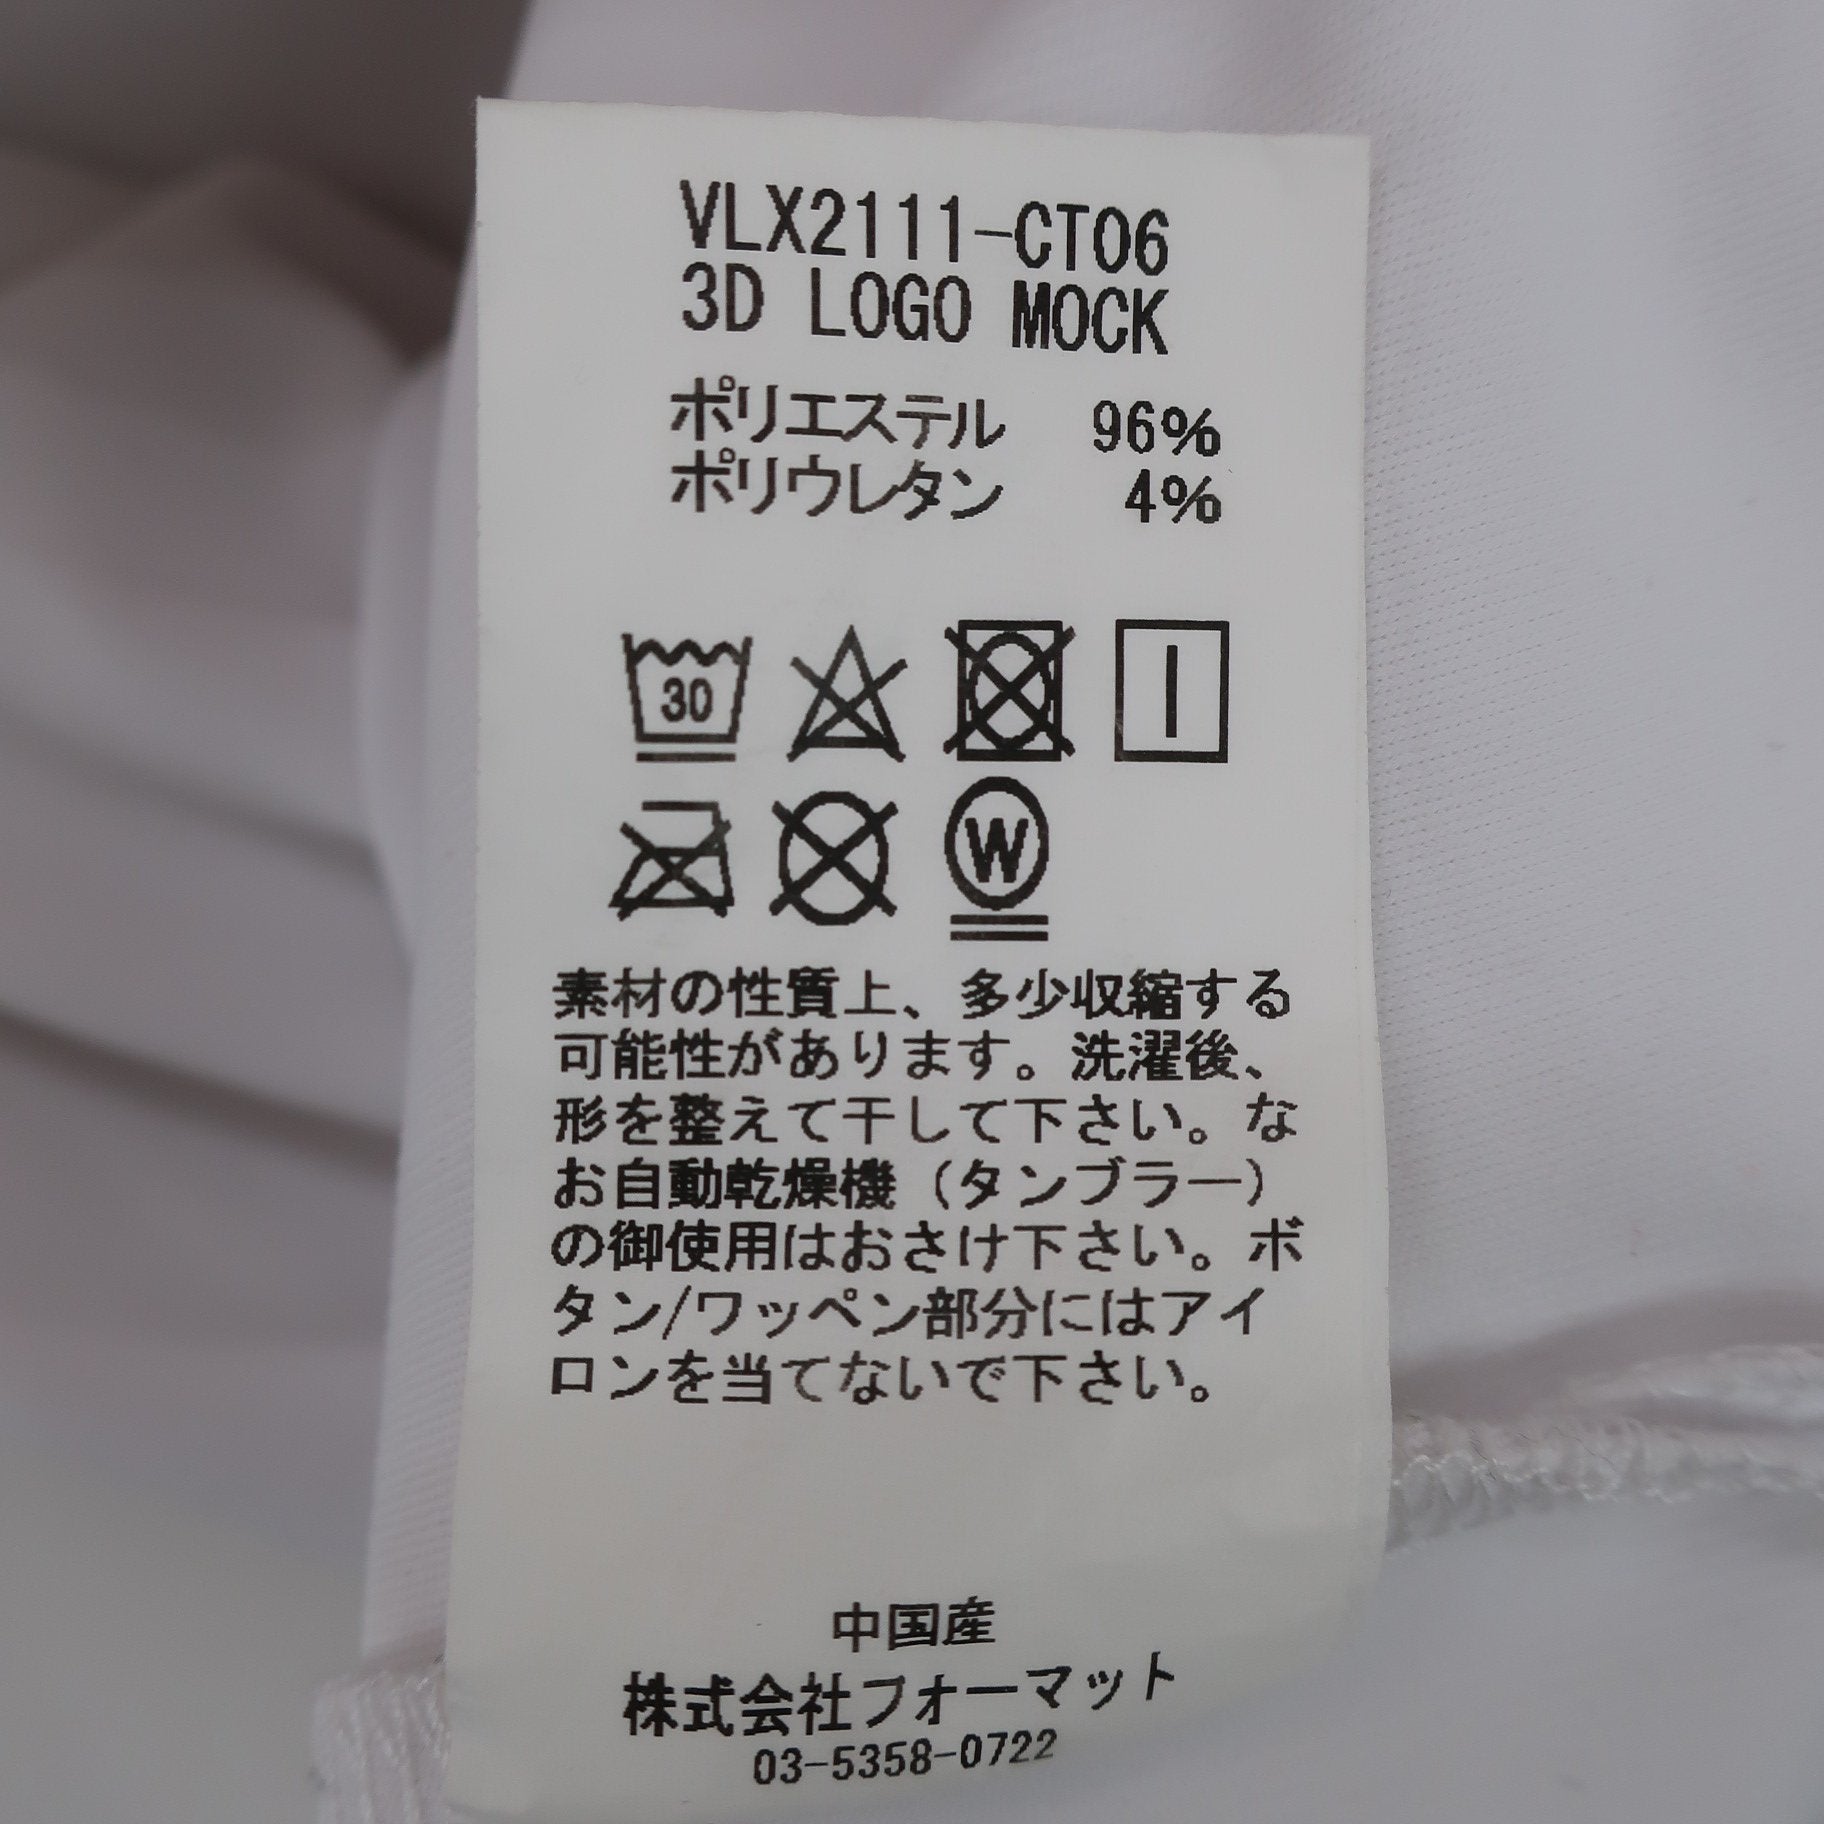 VLX2111-CT06
3D LOGO MOCK
ポリエステル 96%
ポリウレタン 4%
30
W
素材の性質上、多少収縮する
可能性があります。洗濯後、
形を整えて干して下さい。な
お自動乾燥機（タンブラー）
の御使用はおさけ下さい。ボ
タン/ワッペン部分にはアイ
ロンを当てないで下さい。
中国産
株式会社フォーマット
03-5358-0722